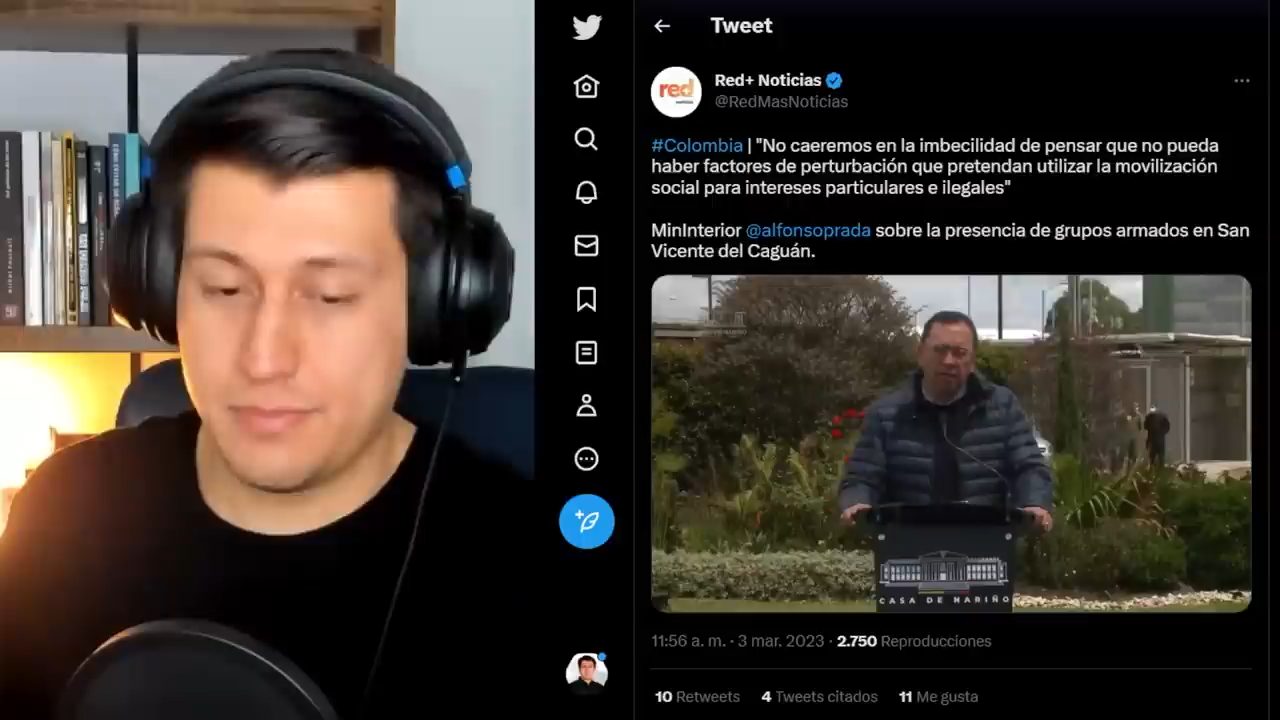 Tweet
red
noticias
Red+ Noticias
@RedMasNoticias
#Colombia | "No caeremos en la imbecilidad de pensar que no pueda
haber factores de perturbación que pretendan utilizar la movilización
social para intereses particulares e ilegales"
MinInterior @alfonsoprada sobre la presencia de grupos armados en San
Vicente del Caguán.
CASA DE NARIÑO
11:56 a. m. · 3 mar. 2023 · 2.750 Reproducciones
10 Retweets 4 Tweets citados 11 Me gusta